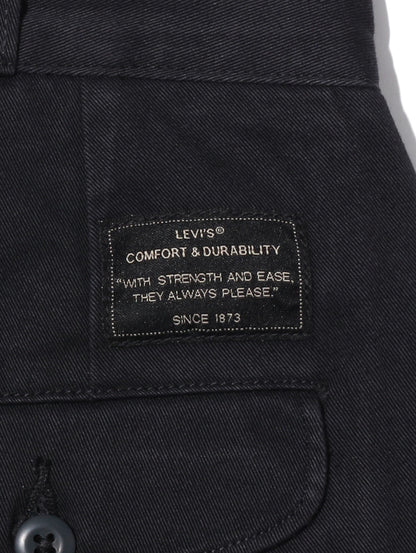 LEVI'S®
COMFORT & DURABILITY
"WITH STRENGTH AND EASE,
THEY ALWAYS PLEASE."
SINCE 1873